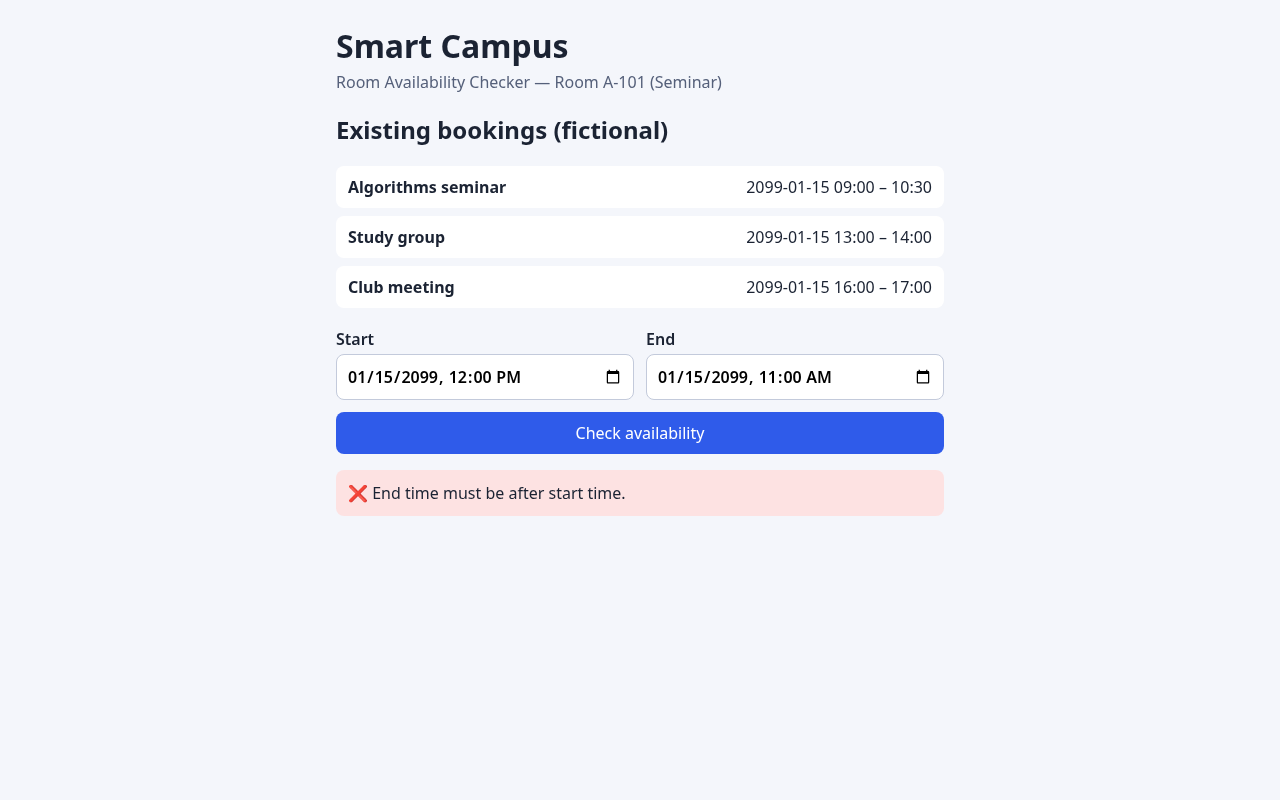 Smart Campus
Room Availability Checker — Room A-101 (Seminar)
Existing bookings (fictional)
Algorithms seminar 2099-01-15 09:00 – 10:30
Study group 2099-01-15 13:00 – 14:00
Club meeting 2099-01-15 16:00 – 17:00
Start End
01/15/2099, 12:00 PM 01/15/2099, 11:00 AM
Check availability
❌ End time must be after start time.